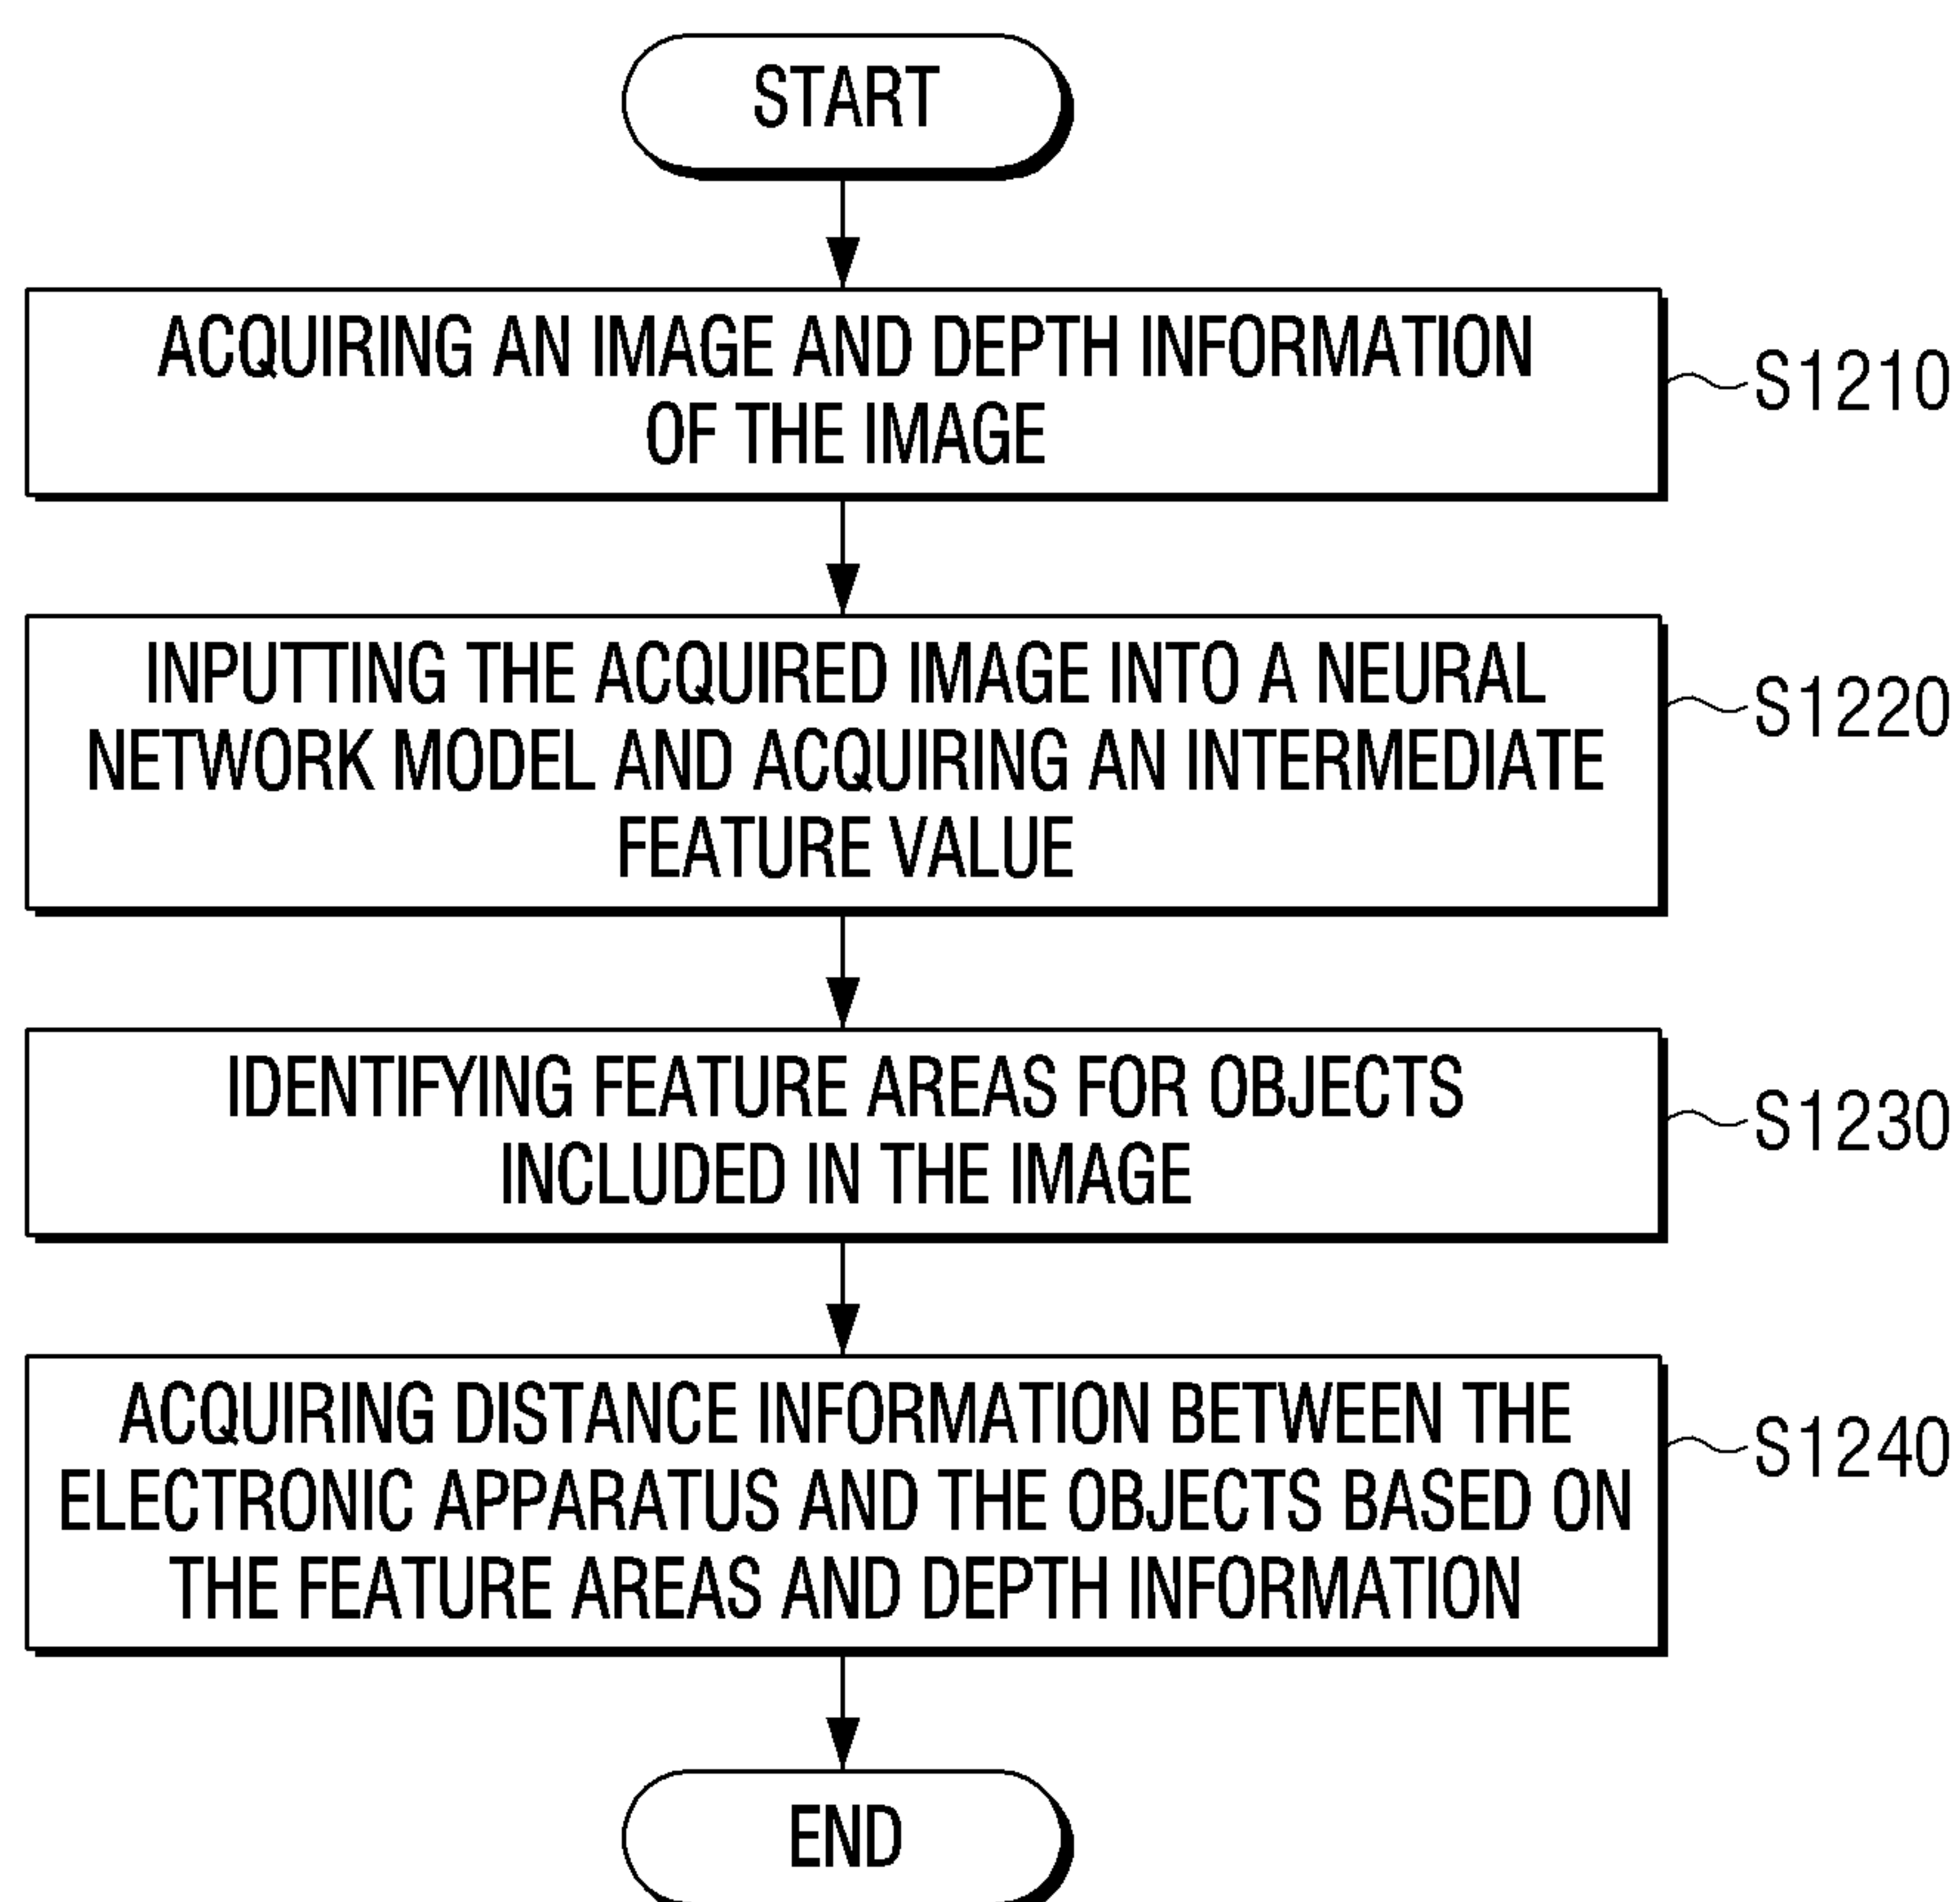 START
ACQUIRING AN IMAGE AND DEPTH INFORMATION
OF THE IMAGE
S1210
INPUTTING THE ACQUIRED IMAGE INTO A NEURAL
NETWORK MODEL AND ACQUIRING AN INTERMEDIATE
FEATURE VALUE
S1220
IDENTIFYING FEATURE AREAS FOR OBJECTS
INCLUDED IN THE IMAGE
S1230
ACQUIRING DISTANCE INFORMATION BETWEEN THE
ELECTRONIC APPARATUS AND THE OBJECTS BASED ON
THE FEATURE AREAS AND DEPTH INFORMATION
S1240
END